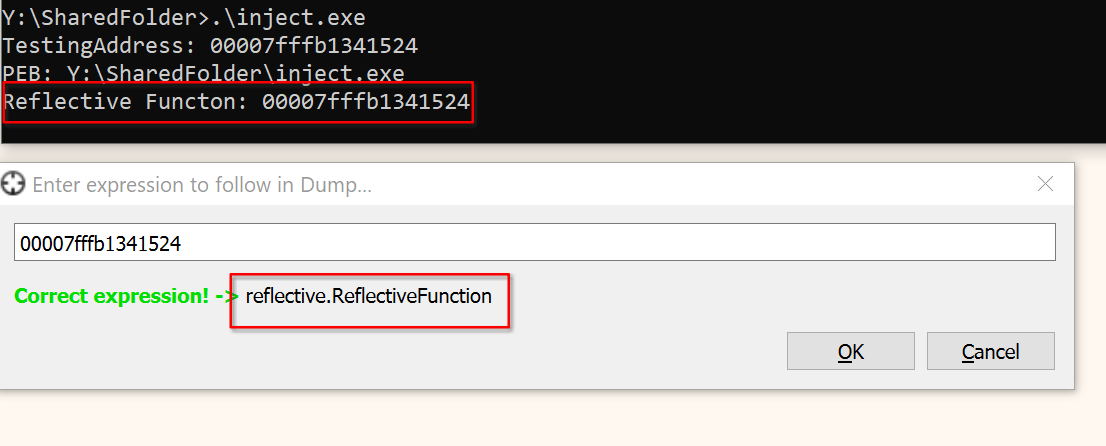 Y:\SharedFolder>.\inject.exe
TestingAddress: 00007fffb1341524
PEB: Y:\SharedFolder\inject.exe
Reflective Functon: 00007fffb1341524
Enter expression to follow in Dump...
00007fffb1341524
Correct expression! -> reflective.ReflectiveFunction
OK Cancel